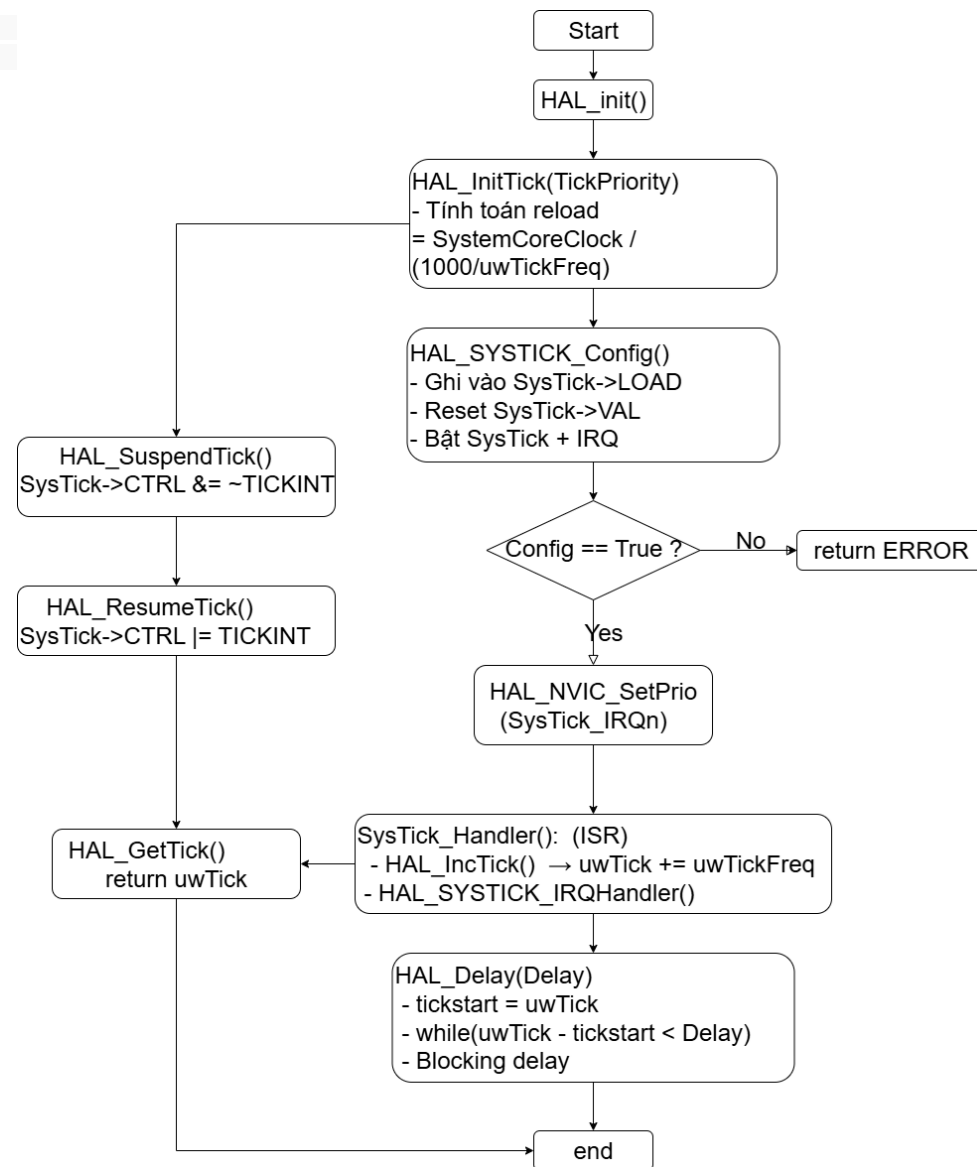 Start
HAL_init()
HAL_InitTick(TickPriority)
- Tính toán reload
= SystemCoreClock /
(1000/uwTickFreq)
HAL_SYSTICK_Config()
- Ghi vào SysTick->LOAD
- Reset SysTick->VAL
- Bật SysTick + IRQ
HAL_SuspendTick()
SysTick->CTRL &= ~TICKINT
Config == True ?
No
return ERROR
HAL_ResumeTick()
SysTick->CTRL |= TICKINT
Yes
HAL_NVIC_SetPrio
(SysTick_IRQn)
HAL_GetTick()
return uwTick
SysTick_Handler(): (ISR)
- HAL_IncTick() → uwTick += uwTickFreq
- HAL_SYSTICK_IRQHandler()
HAL_Delay(Delay)
- tickstart = uwTick
- while(uwTick - tickstart < Delay)
- Blocking delay
end